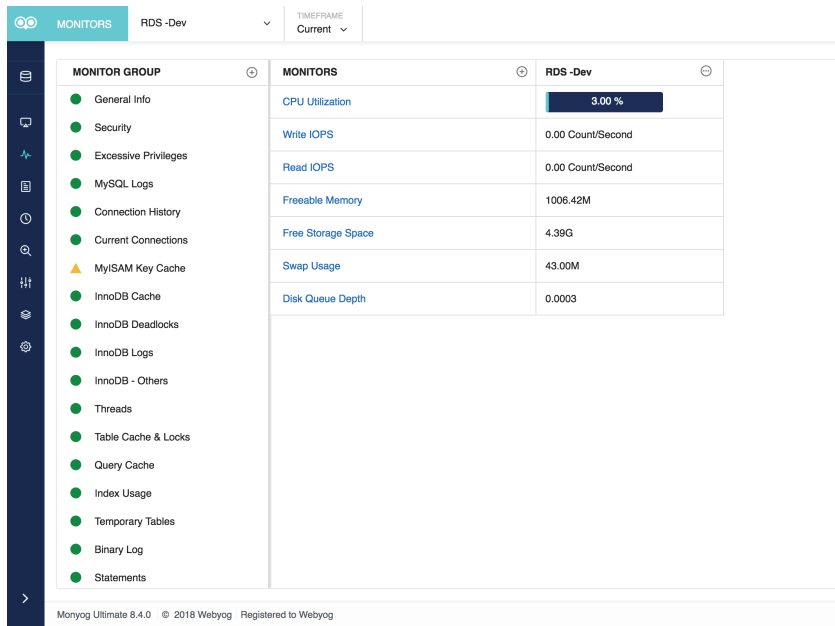 MONITORS
RDS -Dev
TIMEFRAME
Current
MONITOR GROUP
General Info
Security
Excessive Privileges
MySQL Logs
Connection History
Current Connections
MyISAM Key Cache
InnoDB Cache
InnoDB Deadlocks
InnoDB Logs
InnoDB - Others
Threads
Table Cache & Locks
Query Cache
Index Usage
Temporary Tables
Binary Log
Statements
MONITORS RDS -Dev
CPU Utilization 3.00 %
Write IOPS 0.00 Count/Second
Read IOPS 0.00 Count/Second
Freeable Memory 1006.42M
Free Storage Space 4.39G
Swap Usage 43.00M
Disk Queue Depth 0.0003
Monyog Ultimate 8.4.0 © 2018 Webyog Registered to Webyog